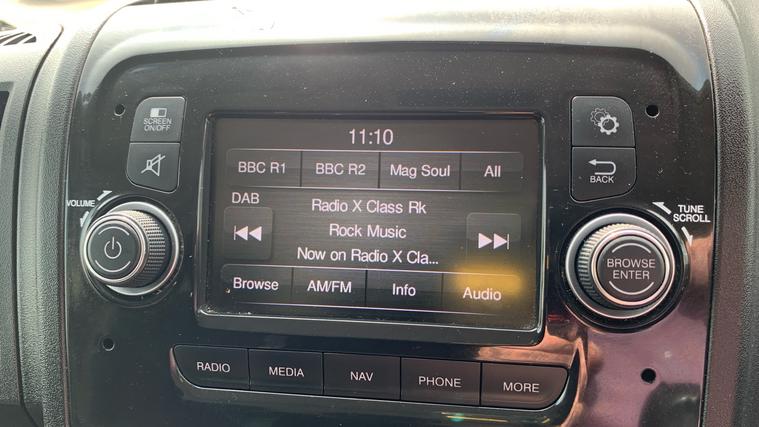 11:10
SCREEN
ON/OFF
BBC R1 BBC R2 Mag Soul All
BACK
DAB
Radio X Class Rk
Rock Music
Now on Radio X Cla...
VOLUME
TUNE
SCROLL
BROWSE
ENTER
Browse AM/FM Info Audio
RADIO MEDIA NAV PHONE MORE